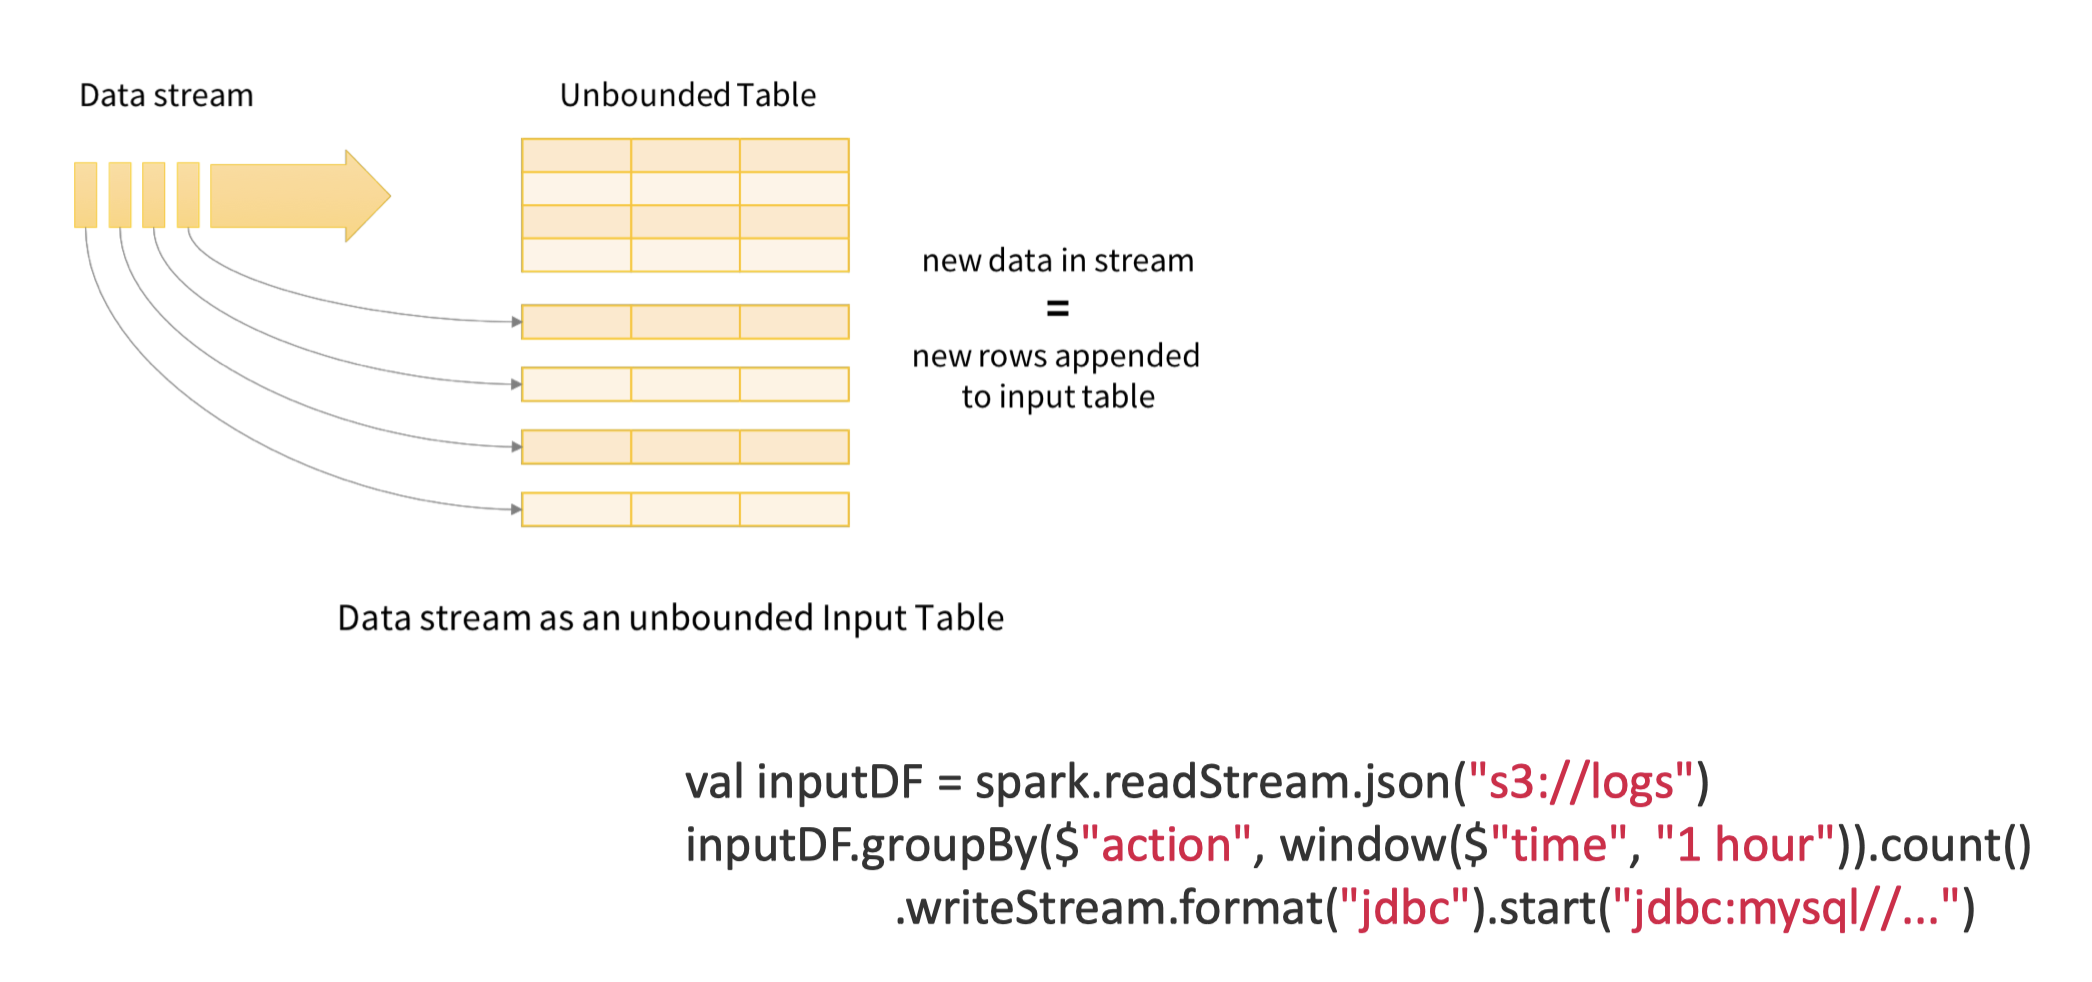 Data stream
Unbounded Table
new data in stream
=
new rows appended
to input table
Data stream as an unbounded Input Table
val inputDF = spark.readStream.json("s3://logs")
inputDF.groupBy($"action", window($"time", "1 hour")).count()
.writeStream.format("jdbc").start("jdbc:mysql//...")